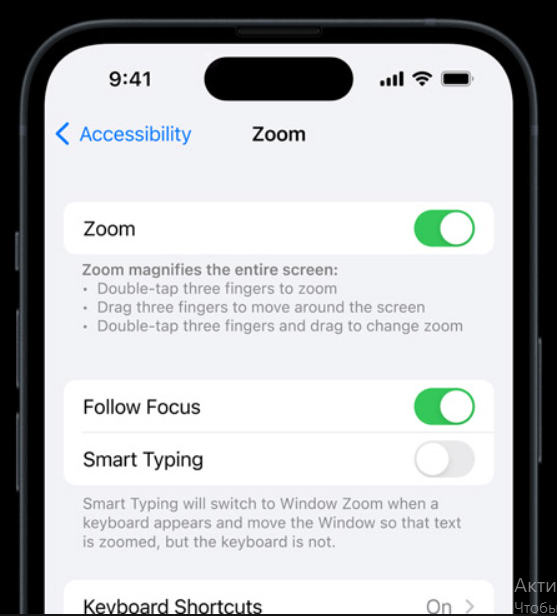 9:41
Accessibility
Zoom
Zoom
Zoom magnifies the entire screen:
• Double-tap three fingers to zoom
• Drag three fingers to move around the screen
• Double-tap three fingers and drag to change zoom
Follow Focus
Smart Typing
Smart Typing will switch to Window Zoom when a
keyboard appears and move the Window so that text
is zoomed, but the keyboard is not.
Keyboard Shortcuts On
Акти
Чтобы